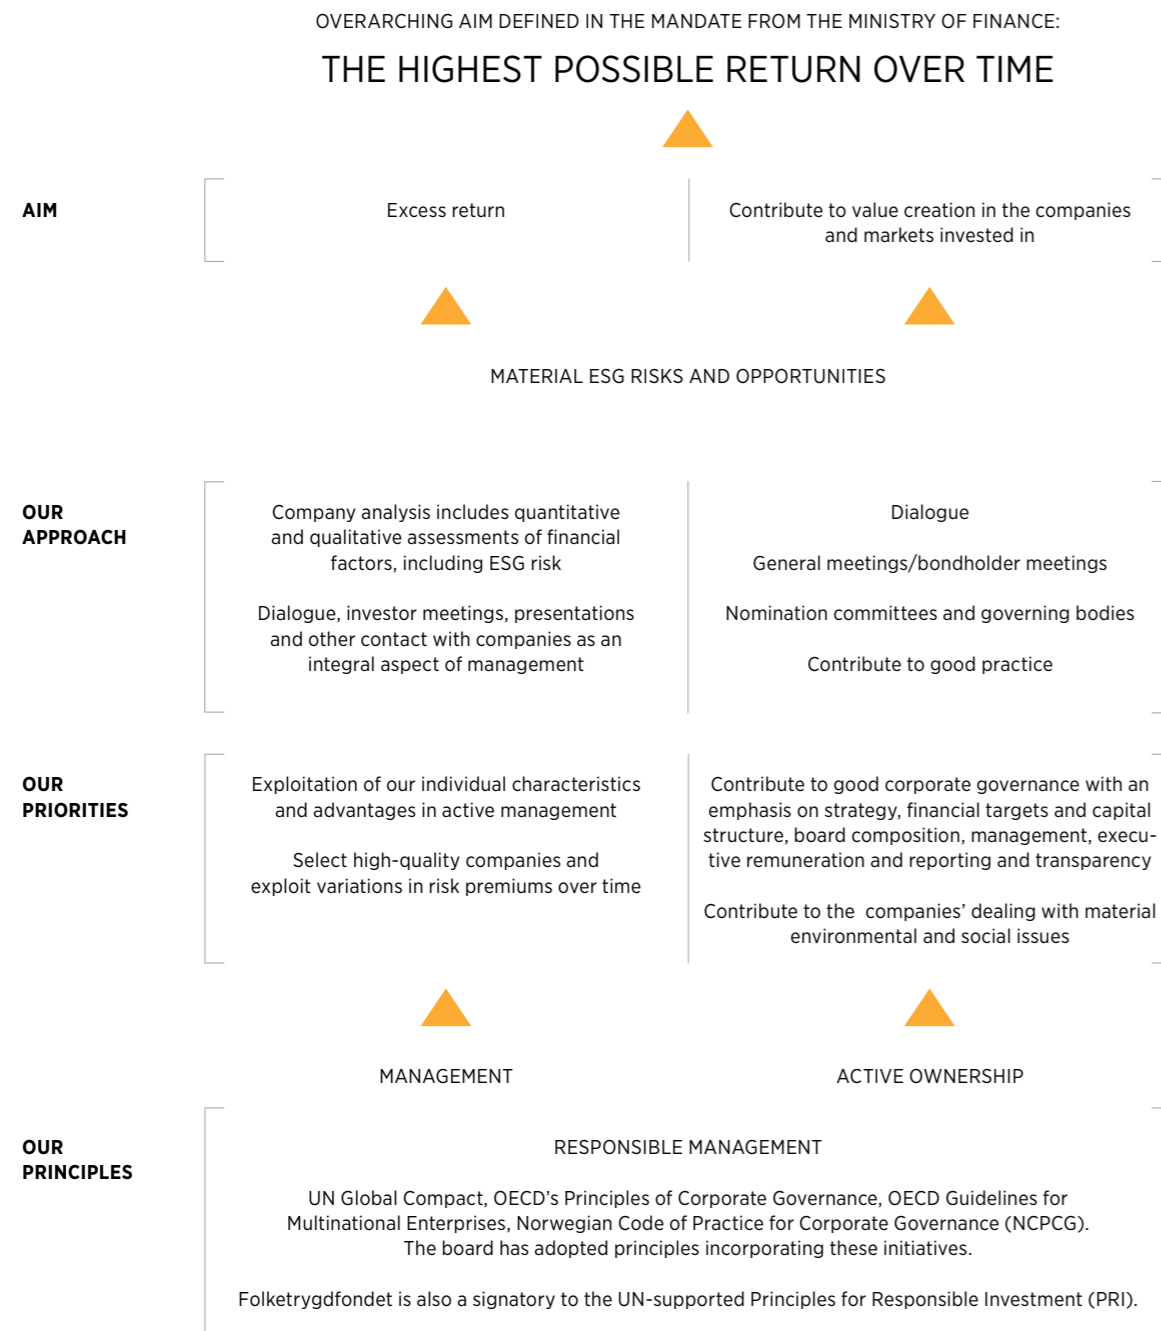 OVERARCHING AIM DEFINED IN THE MANDATE FROM THE MINISTRY OF FINANCE:
THE HIGHEST POSSIBLE RETURN OVER TIME
AIM
Excess return
Contribute to value creation in the companies
and markets invested in
MATERIAL ESG RISKS AND OPPORTUNITIES
OUR
APPROACH
Company analysis includes quantitative
and qualitative assessments of financial
factors, including ESG risk
Dialogue, investor meetings, presentations
and other contact with companies as an
integral aspect of management
Dialogue
General meetings/bondholder meetings
Nomination committees and governing bodies
Contribute to good practice
OUR
PRIORITIES
Exploitation of our individual characteristics
and advantages in active management
Select high-quality companies and
exploit variations in risk premiums over time
Contribute to good corporate governance with an
emphasis on strategy, financial targets and capital
structure, board composition, management, execu-
tive remuneration and reporting and transparency
Contribute to the companies’ dealing with material
environmental and social issues
MANAGEMENT
ACTIVE OWNERSHIP
OUR
PRINCIPLES
RESPONSIBLE MANAGEMENT
UN Global Compact, OECD’s Principles of Corporate Governance, OECD Guidelines for
Multinational Enterprises, Norwegian Code of Practice for Corporate Governance (NCPCG).
The board has adopted principles incorporating these initiatives.
Folketrygdfondet is also a signatory to the UN-supported Principles for Responsible Investment (PRI).